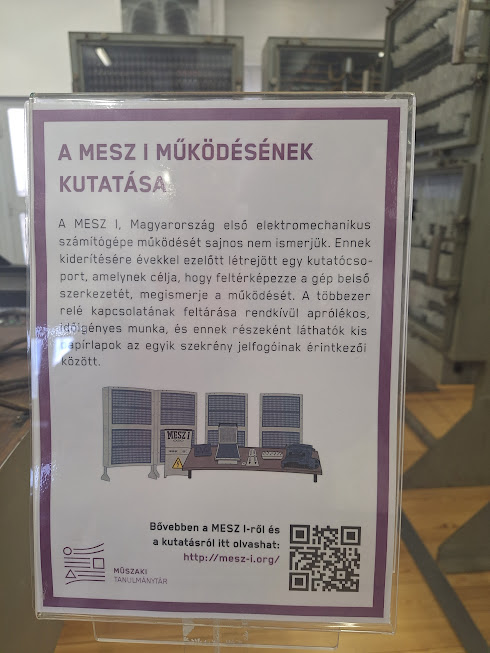 A MESZ I MŰKÖDÉSÉNEK
KUTATÁSA
A MESZ I, Magyarország első elektromechanikus
számítógépe működését sajnos nem ismerjük. Ennek
kiderítésére évekkel ezelőtt létrejött egy kutatócso-
port, amelynek célja, hogy feltérképezze a gép belső
szerkezetét, megismerje a működését. A többezer
relé kapcsolatának feltárása rendkívül aprólékos,
időigényes munka, és ennek részeként láthatók kis
papírlapok az egyik szekrény jelfogóinak érintkezői
között.
MESZ I
Bővebben a MESZ I-ről és
a kutatásról itt olvashat:
http://mesz-i.org/
MŰSZAKI
TANULMÁNYTÁR